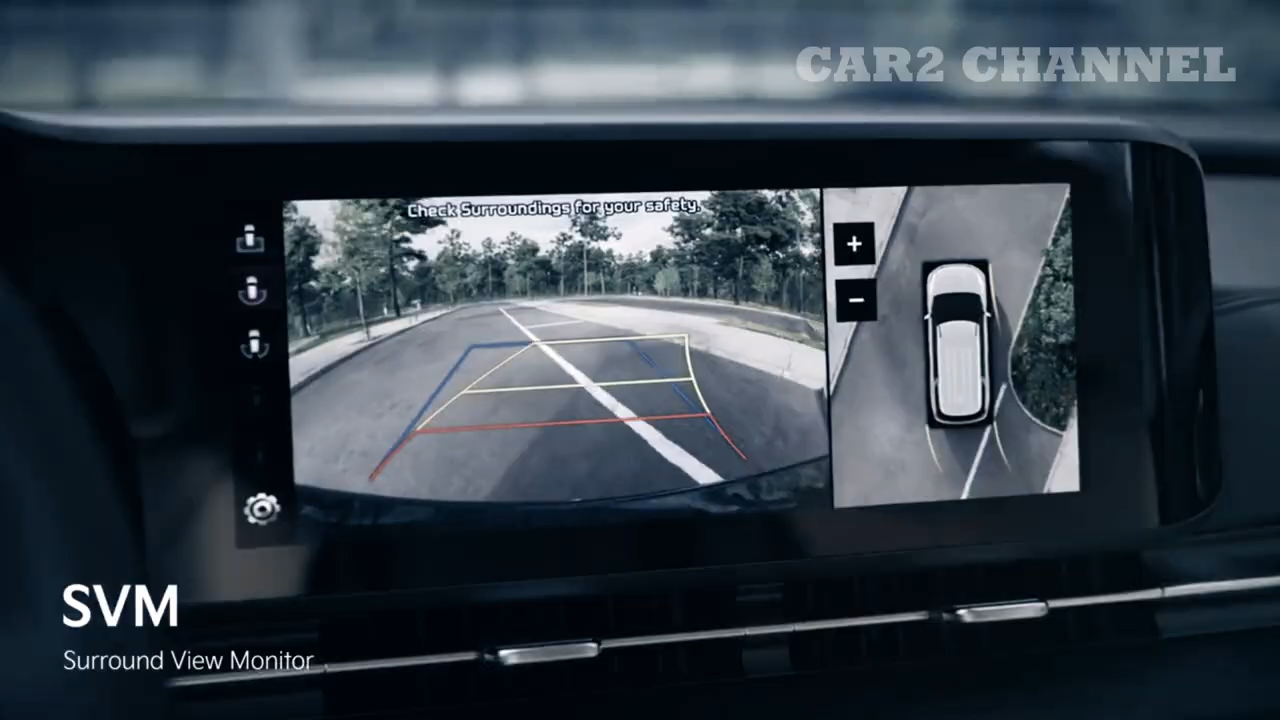 CAR2 CHANNEL
Check Surroundings for your safety.
+
−
SVM
Surround View Monitor